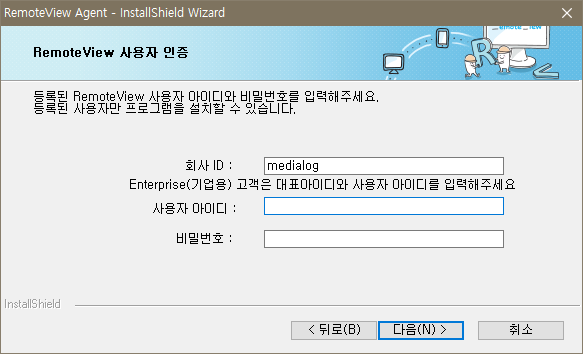 RemoteView Agent - InstallShield Wizard
RemoteView 사용자 인증
등록된 RemoteView 사용자 아이디와 비밀번호를 입력해주세요.
등록된 사용자만 프로그램을 설치할 수 있습니다.
회사 ID : medialog
Enterprise(기업용) 고객은 대표아이디와 사용자 아이디를 입력해주세요
사용자 아이디 :
비밀번호 :
InstallShield
< 뒤로(B) 다음(N) > 취소